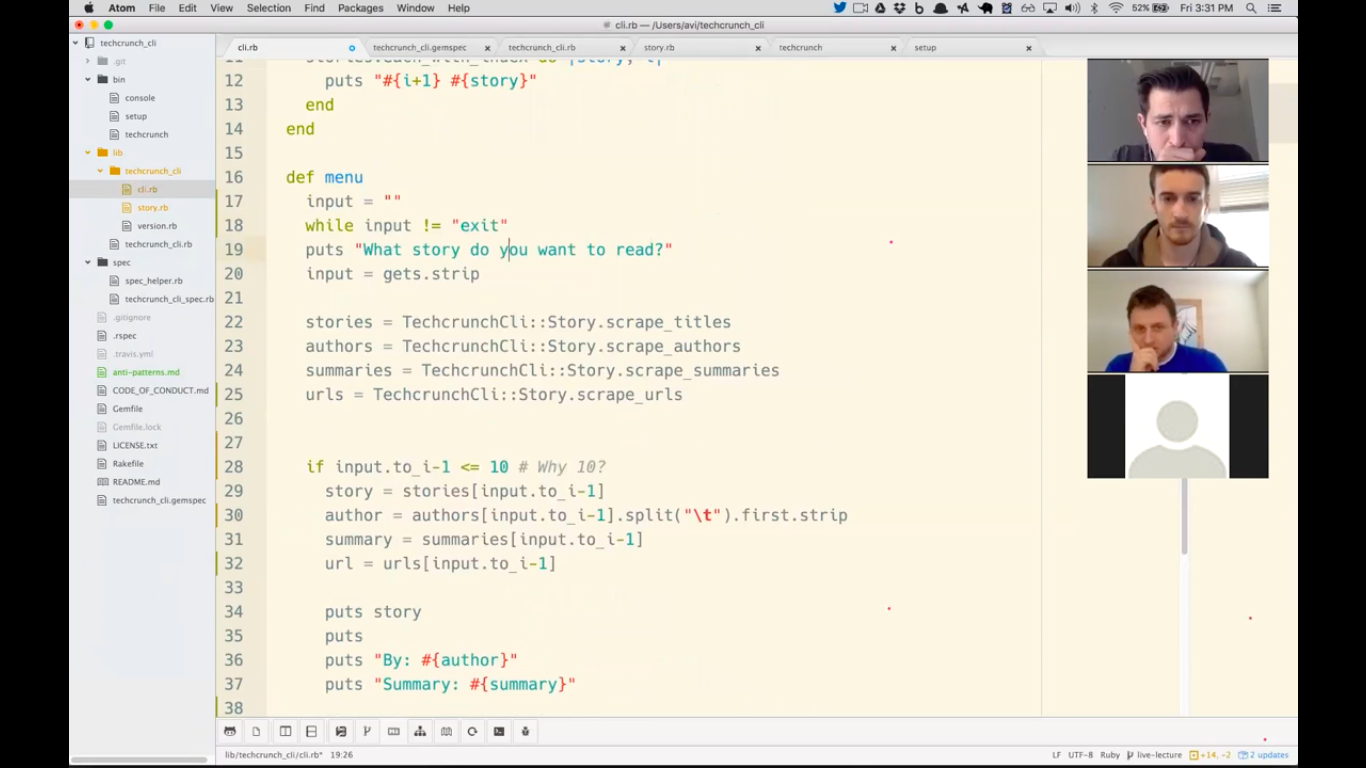 Atom File Edit View Selection Find Packages Window Help 52% Fri 3:31 PM
cli.rb — /Users/avi/techcrunch_cli
techcrunch_cli
.git
bin
console
setup
techcrunch
lib
techcrunch_cli
cli.rb
story.rb
version.rb
techcrunch_cli.rb
spec
spec_helper.rb
techcrunch_cli_spec.rb
.gitignore
.rspec
.travis.yml
anti-patterns.md
CODE_OF_CONDUCT.md
Gemfile
Gemfile.lock
LICENSE.txt
Rakefile
README.md
techcrunch_cli.gemspec
cli.rb techcrunch_cli.gemspec techcrunch_cli.rb story.rb techcrunch setup
11 stories.each_with_index do |story, i|
12 puts "#{i+1} #{story}"
13 end
14 end
15
16 def menu
17 input = ""
18 while input != "exit"
19 puts "What story do you want to read?"
20 input = gets.strip
21
22 stories = TechcrunchCli::Story.scrape_titles
23 authors = TechcrunchCli::Story.scrape_authors
24 summaries = TechcrunchCli::Story.scrape_summaries
25 urls = TechcrunchCli::Story.scrape_urls
26
27
28 if input.to_i-1 <= 10 # Why 10?
29 story = stories[input.to_i-1]
30 author = authors[input.to_i-1].split("\t").first.strip
31 summary = summaries[input.to_i-1]
32 url = urls[input.to_i-1]
33
34 puts story
35 puts
36 puts "By: #{author}"
37 puts "Summary: #{summary}"
38
lib/techcrunch_cli/cli.rb* 19:26 LF UTF-8 Ruby live-lecture +14, -2 2 updates